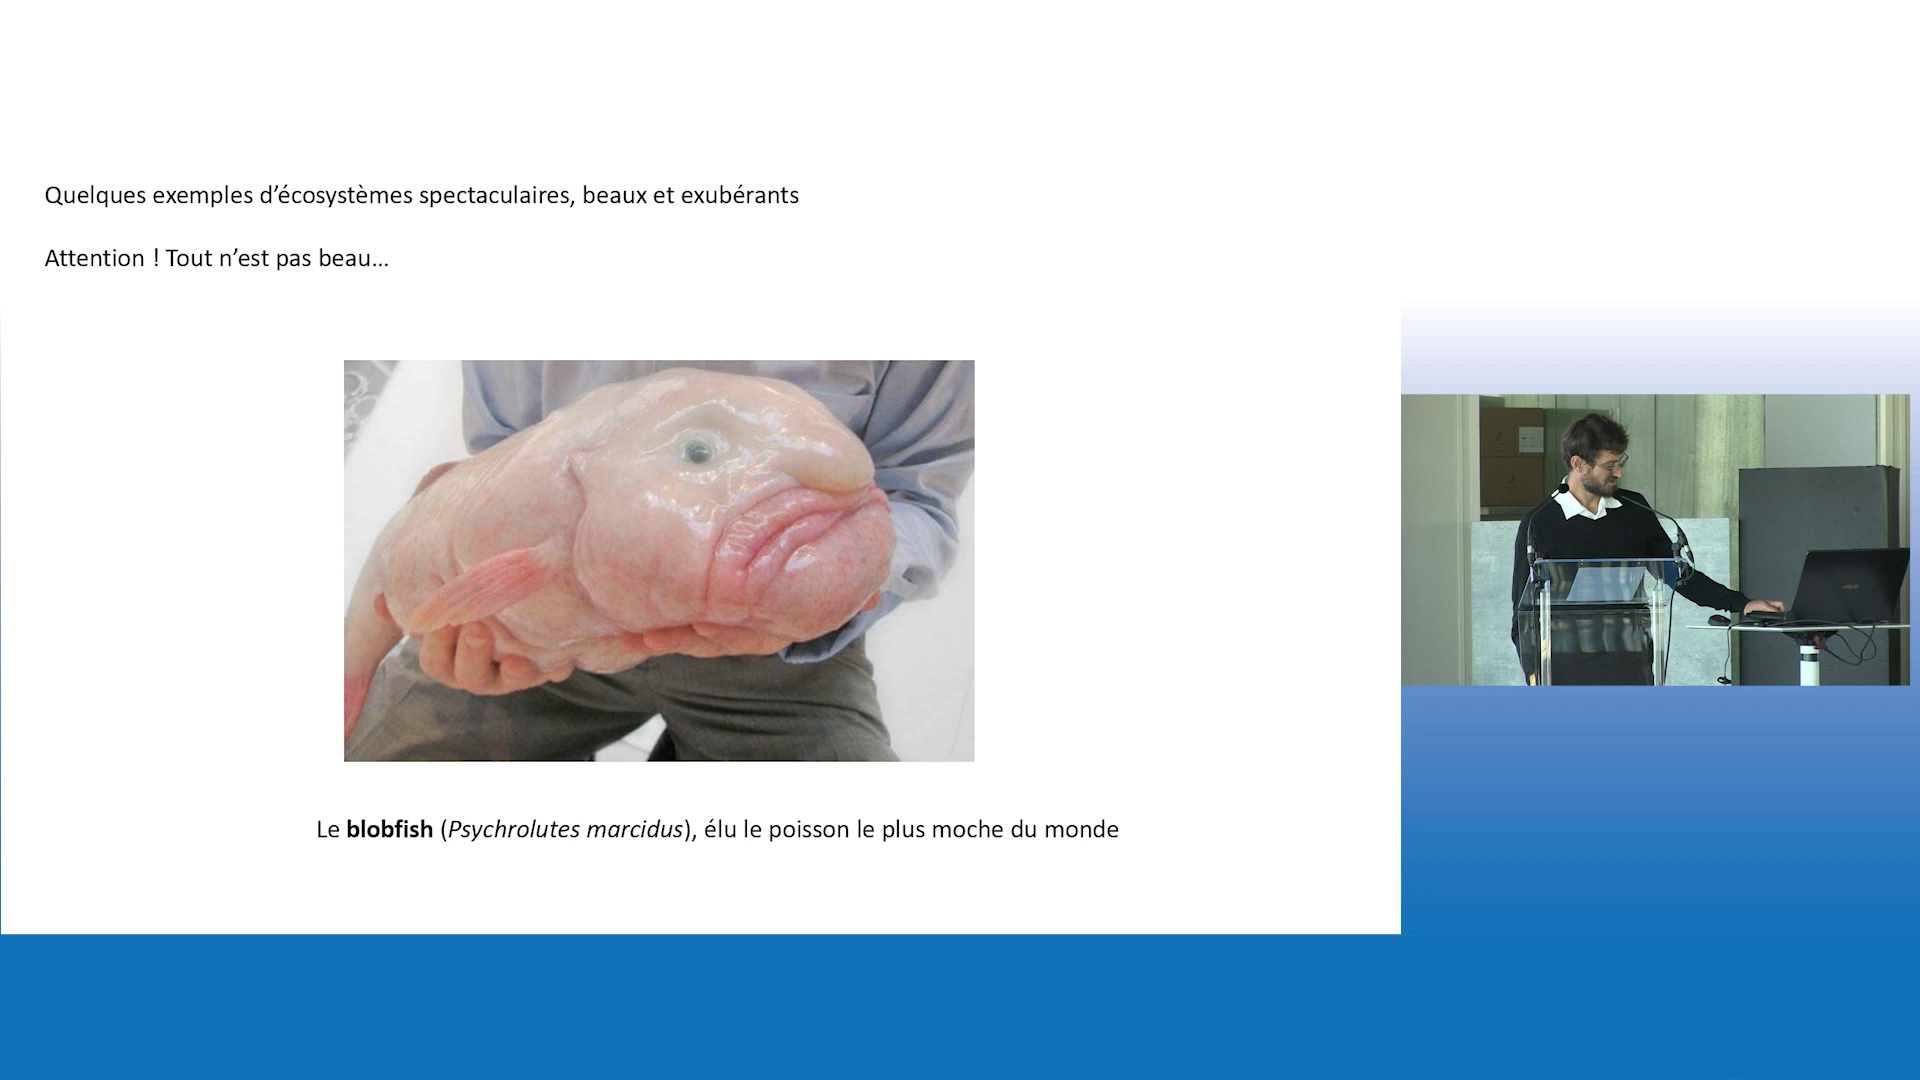 Quelques exemples d’écosystèmes spectaculaires, beaux et exubérants
Attention ! Tout n’est pas beau…
Le blobfish (Psychrolutes marcidus), élu le poisson le plus moche du monde